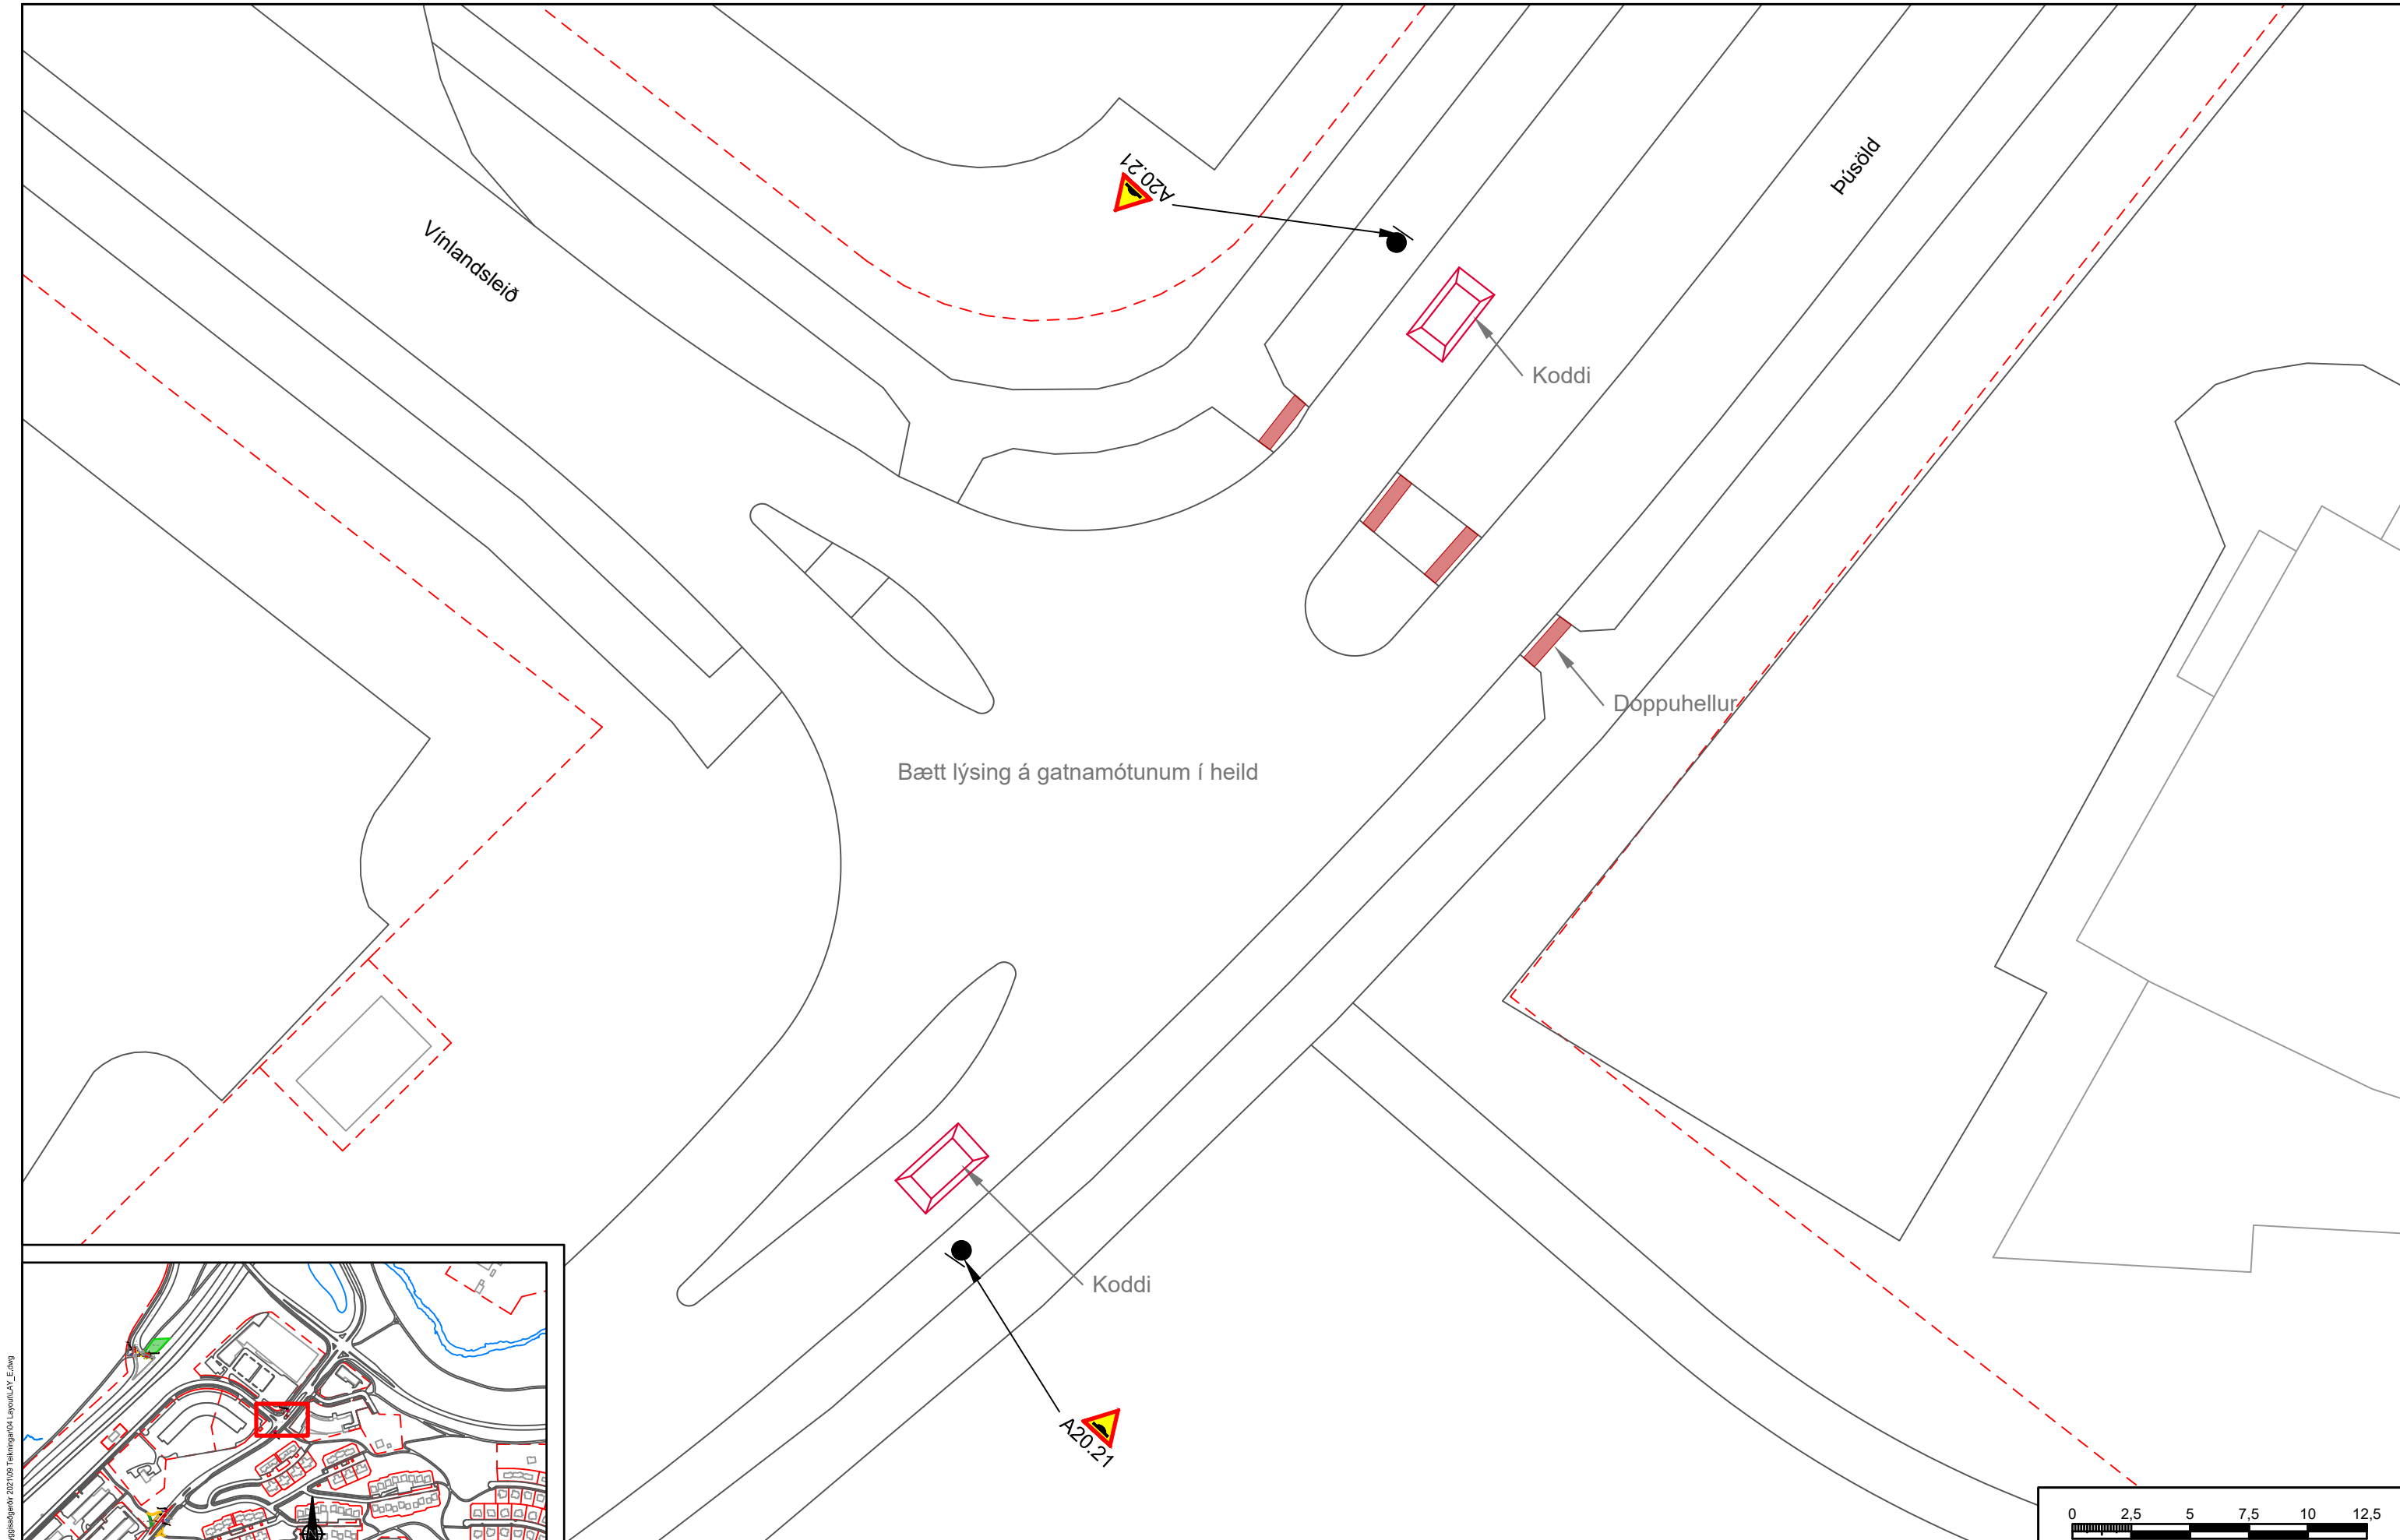 A20.21
Þúsöld
Vínlandsleið
Koddi
Doppuhellur
Bætt lýsing á gatnamótunum í heild
Koddi
A20.21
0 2,5 5 7,5 10 12,5